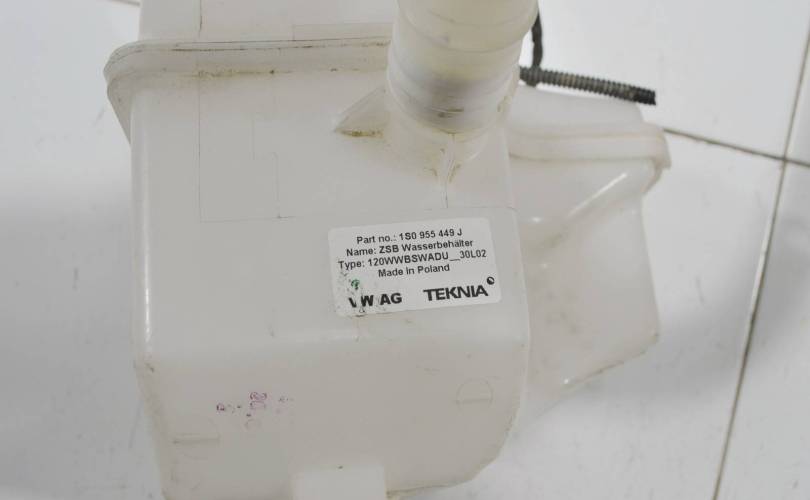 Part no.: 1S0 955 449 J
Name: ZSB Wasserbehälter
Type: 120WWBSWADU__30L02
Made in Poland
VW AG TEKNIA